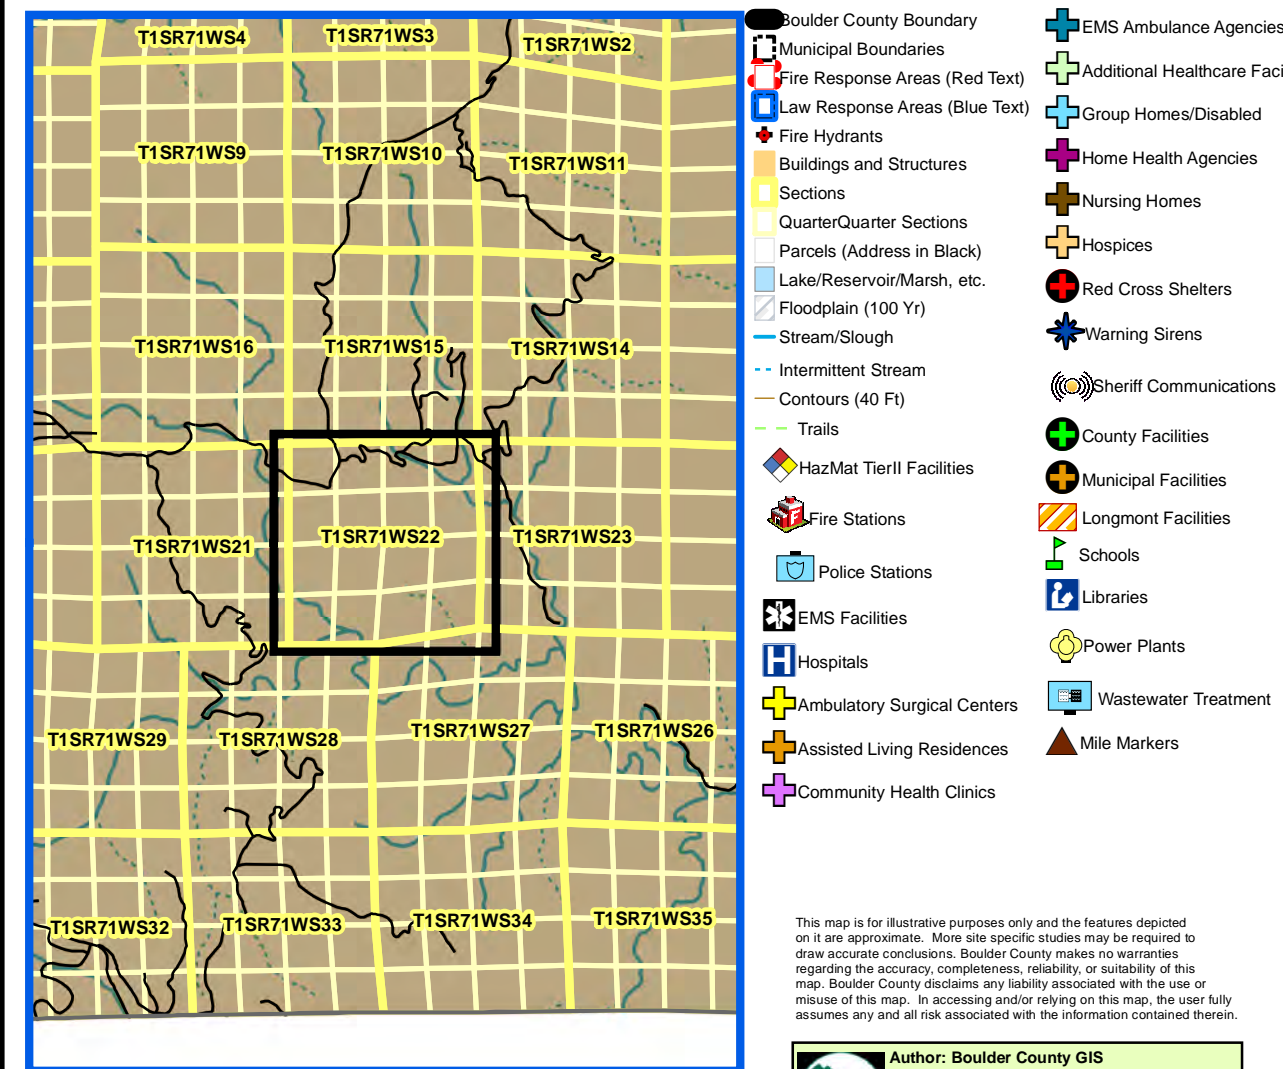 T1SR71WS4
T1SR71WS3
T1SR71WS2
T1SR71WS9
T1SR71WS10
T1SR71WS11
T1SR71WS16
T1SR71WS15
T1SR71WS14
T1SR71WS21
T1SR71WS22
T1SR71WS23
T1SR71WS29
T1SR71WS28
T1SR71WS27
T1SR71WS26
T1SR71WS32
T1SR71WS33
T1SR71WS34
T1SR71WS35
Boulder County Boundary
Municipal Boundaries
Fire Response Areas (Red Text)
Law Response Areas (Blue Text)
Fire Hydrants
Buildings and Structures
Sections
QuarterQuarter Sections
Parcels (Address in Black)
Lake/Reservoir/Marsh, etc.
Floodplain (100 Yr)
Stream/Slough
Intermittent Stream
Contours (40 Ft)
Trails
HazMat TierII Facilities
Fire Stations
Police Stations
EMS Facilities
H Hospitals
Ambulatory Surgical Centers
Assisted Living Residences
Community Health Clinics
EMS Ambulance Agencies
Additional Healthcare Faci
Group Homes/Disabled
Home Health Agencies
Nursing Homes
Hospices
Red Cross Shelters
Warning Sirens
Sheriff Communications
County Facilities
Municipal Facilities
Longmont Facilities
Schools
Libraries
Power Plants
Wastewater Treatment
Mile Markers
This map is for illustrative purposes only and the features depicted
on it are approximate. More site specific studies may be required to
draw accurate conclusions. Boulder County makes no warranties
regarding the accuracy, completeness, reliability, or suitability of this
map. Boulder County disclaims any liability associated with the use or
misuse of this map. In accessing and/or relying on this map, the user fully
assumes any and all risk associated with the information contained therein.
Author: Boulder County GIS